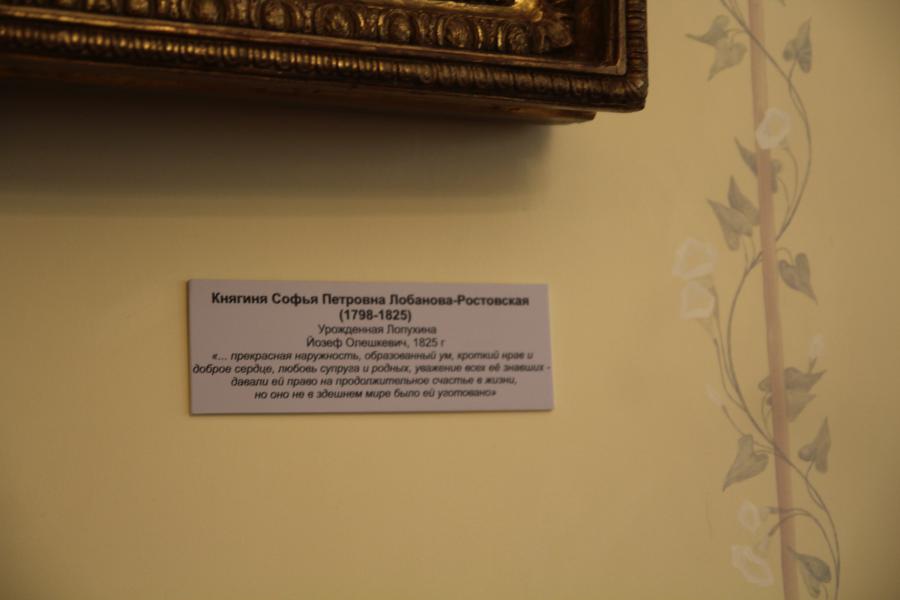 Княгиня Софья Петровна Лобанова-Ростовская
(1798-1825)
Урожденная Лопухина
Йозеф Олешкевич, 1825 г
«... прекрасная наружность, образованный ум, кроткий нрав и
доброе сердце, любовь супруга и родных, уважение всех её знавших -
давали ей право на продолжительное счастье в жизни,
но оно не в здешнем мире было ей уготовано»